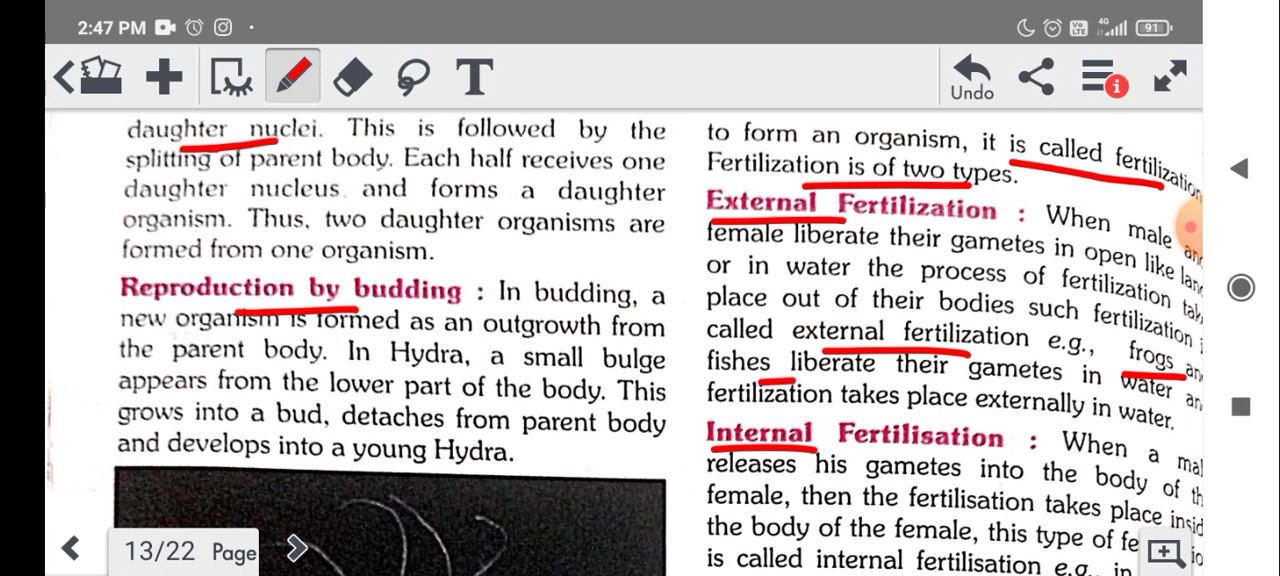 2:47 PM
4G
91
T
Undo
daughter nuclei. This is followed by the
splitting of parent body. Each half receives one
daughter nucleus and forms a daughter
organism. Thus, two daughter organisms are
formed from one organism.
Reproduction by budding : In budding, a
new organism is formed as an outgrowth from
the parent body. In Hydra, a small bulge
appears from the lower part of the body. This
grows into a bud, detaches from parent body
and develops into a young Hydra.
13/22 Page
to form an organism, it is called fertilization
Fertilization is of two types.
External Fertilization : When male
female liberate their gametes in open like
or in water the process of fertilization
place out of their bodies such fertilization
called external fertilization e.g., frogs
fishes liberate their gametes in water
fertilization takes place externally in water.
Internal Fertilisation : When a
releases his gametes into the body of
female, then the fertilisation takes place
the body of the female, this type of
is called internal fertilisation e.g., in